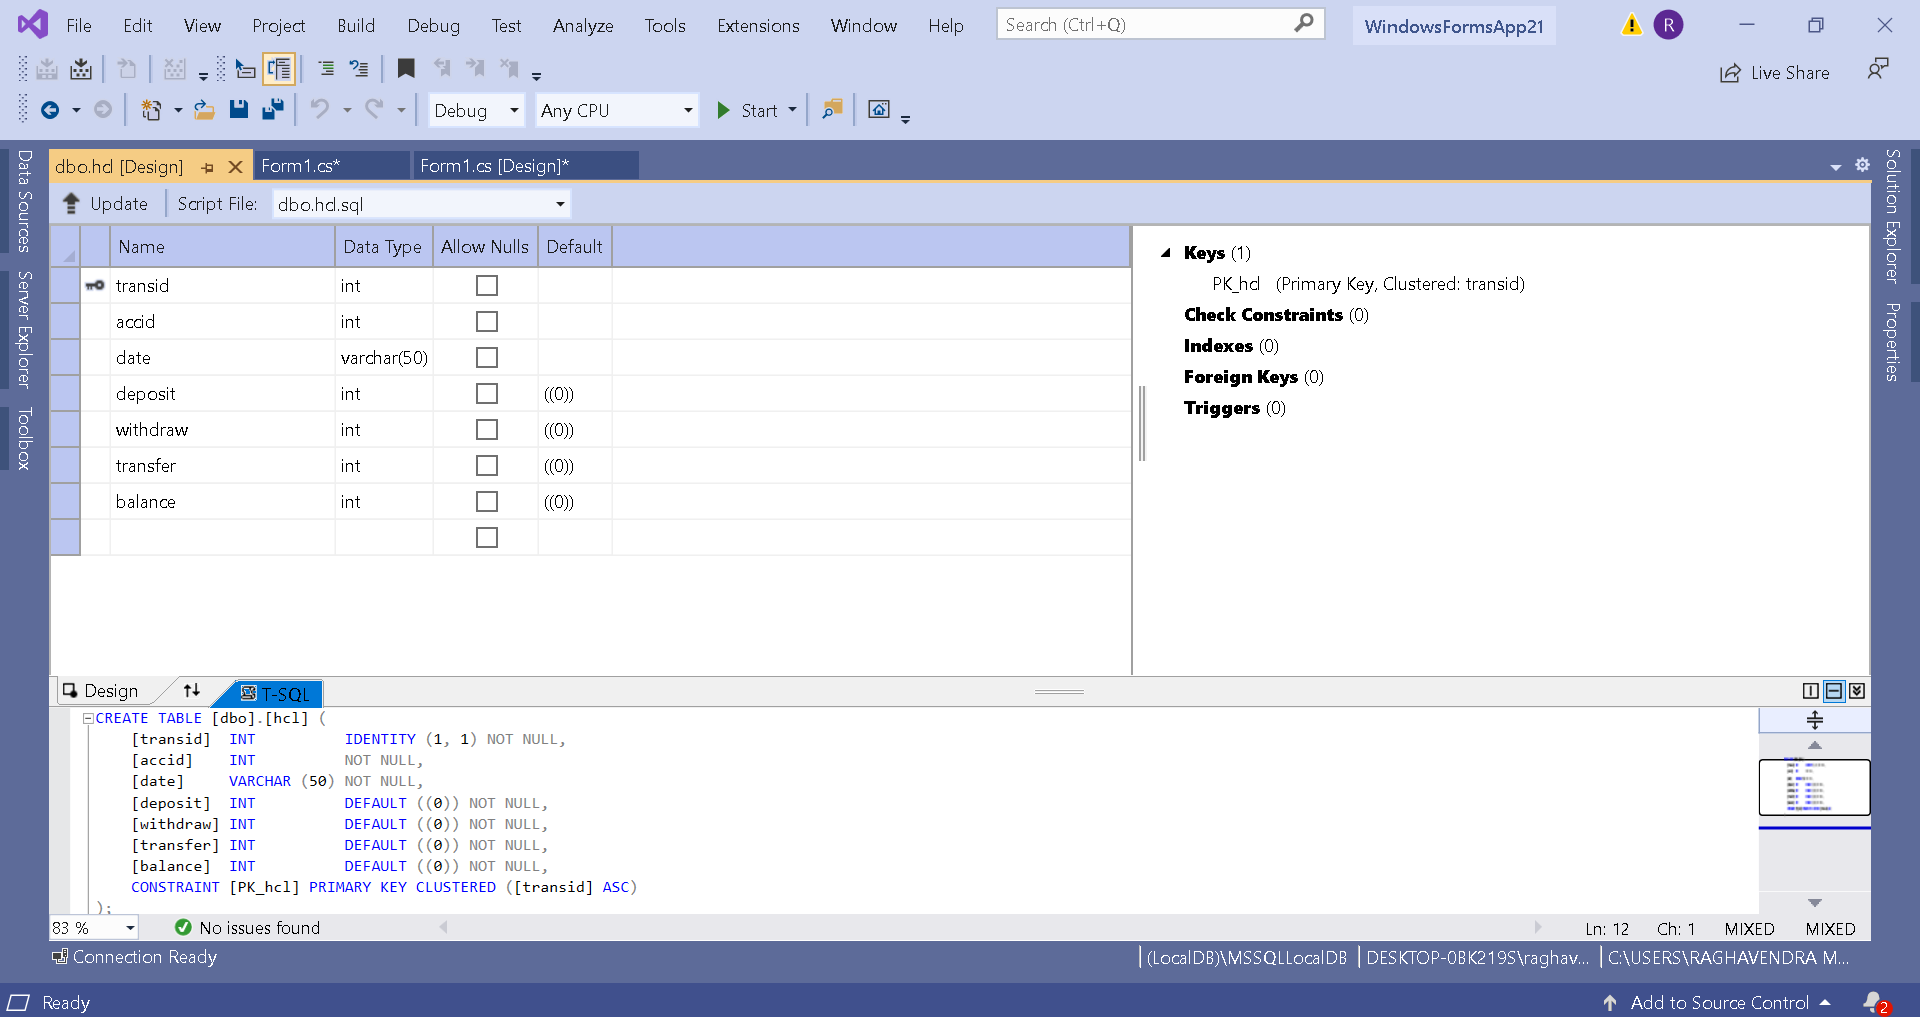 File Edit View Project Build Debug Test Analyze Tools Extensions Window Help Search (Ctrl+Q) WindowsFormsApp21 R
Live Share
Debug Any CPU Start
dbo.hcl [Design] Form1.cs* Form1.cs [Design]*
Update Script File: dbo.hcl.sql
Data Sources
Server Explorer
Toolbox
Name Data Type Allow Nulls Default
transid int
accid int
date varchar(50)
deposit int ((0))
withdraw int ((0))
transfer int ((0))
balance int ((0))
Keys (1)
PK_hcl (Primary Key, Clustered: transid)
Check Constraints (0)
Indexes (0)
Foreign Keys (0)
Triggers (0)
Solution Explorer
Properties
Design T-SQL
CREATE TABLE [dbo].[hcl] (
[transid] INT IDENTITY (1, 1) NOT NULL,
[accid] INT NOT NULL,
[date] VARCHAR (50) NOT NULL,
[deposit] INT DEFAULT ((0)) NOT NULL,
[withdraw] INT DEFAULT ((0)) NOT NULL,
[transfer] INT DEFAULT ((0)) NOT NULL,
[balance] INT DEFAULT ((0)) NOT NULL,
CONSTRAINT [PK_hcl] PRIMARY KEY CLUSTERED ([transid] ASC)
);
83 % No issues found Ln: 12 Ch: 1 MIXED MIXED
Connection Ready (LocalDB)\MSSQLLocalDB DESKTOP-0BK219S\raghav... C:\USERS\RAGHAVENDRA M...
Ready Add to Source Control 2